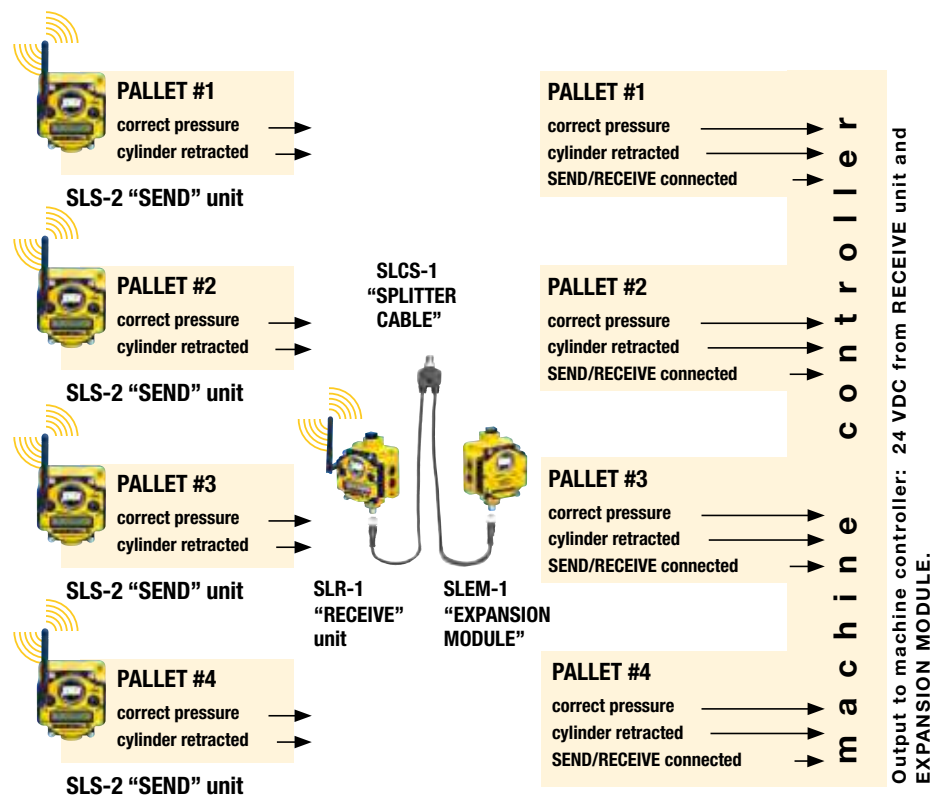 PALLET #1
correct pressure
cylinder retracted
SLS-2 “SEND” unit
PALLET #2
correct pressure
cylinder retracted
SLS-2 “SEND” unit
PALLET #3
correct pressure
cylinder retracted
SLS-2 “SEND” unit
PALLET #4
correct pressure
cylinder retracted
SLS-2 “SEND” unit
SLCS-1
“SPLITTER
CABLE”
SLR-1
“RECEIVE”
unit
SLEM-1
“EXPANSION
MODULE”
PALLET #1
correct pressure
cylinder retracted
SEND/RECEIVE connected
PALLET #2
correct pressure
cylinder retracted
SEND/RECEIVE connected
PALLET #3
correct pressure
cylinder retracted
SEND/RECEIVE connected
PALLET #4
correct pressure
cylinder retracted
SEND/RECEIVE connected
machine controller
Output to machine controller: 24 VDC from RECEIVE unit and
EXPANSION MODULE.